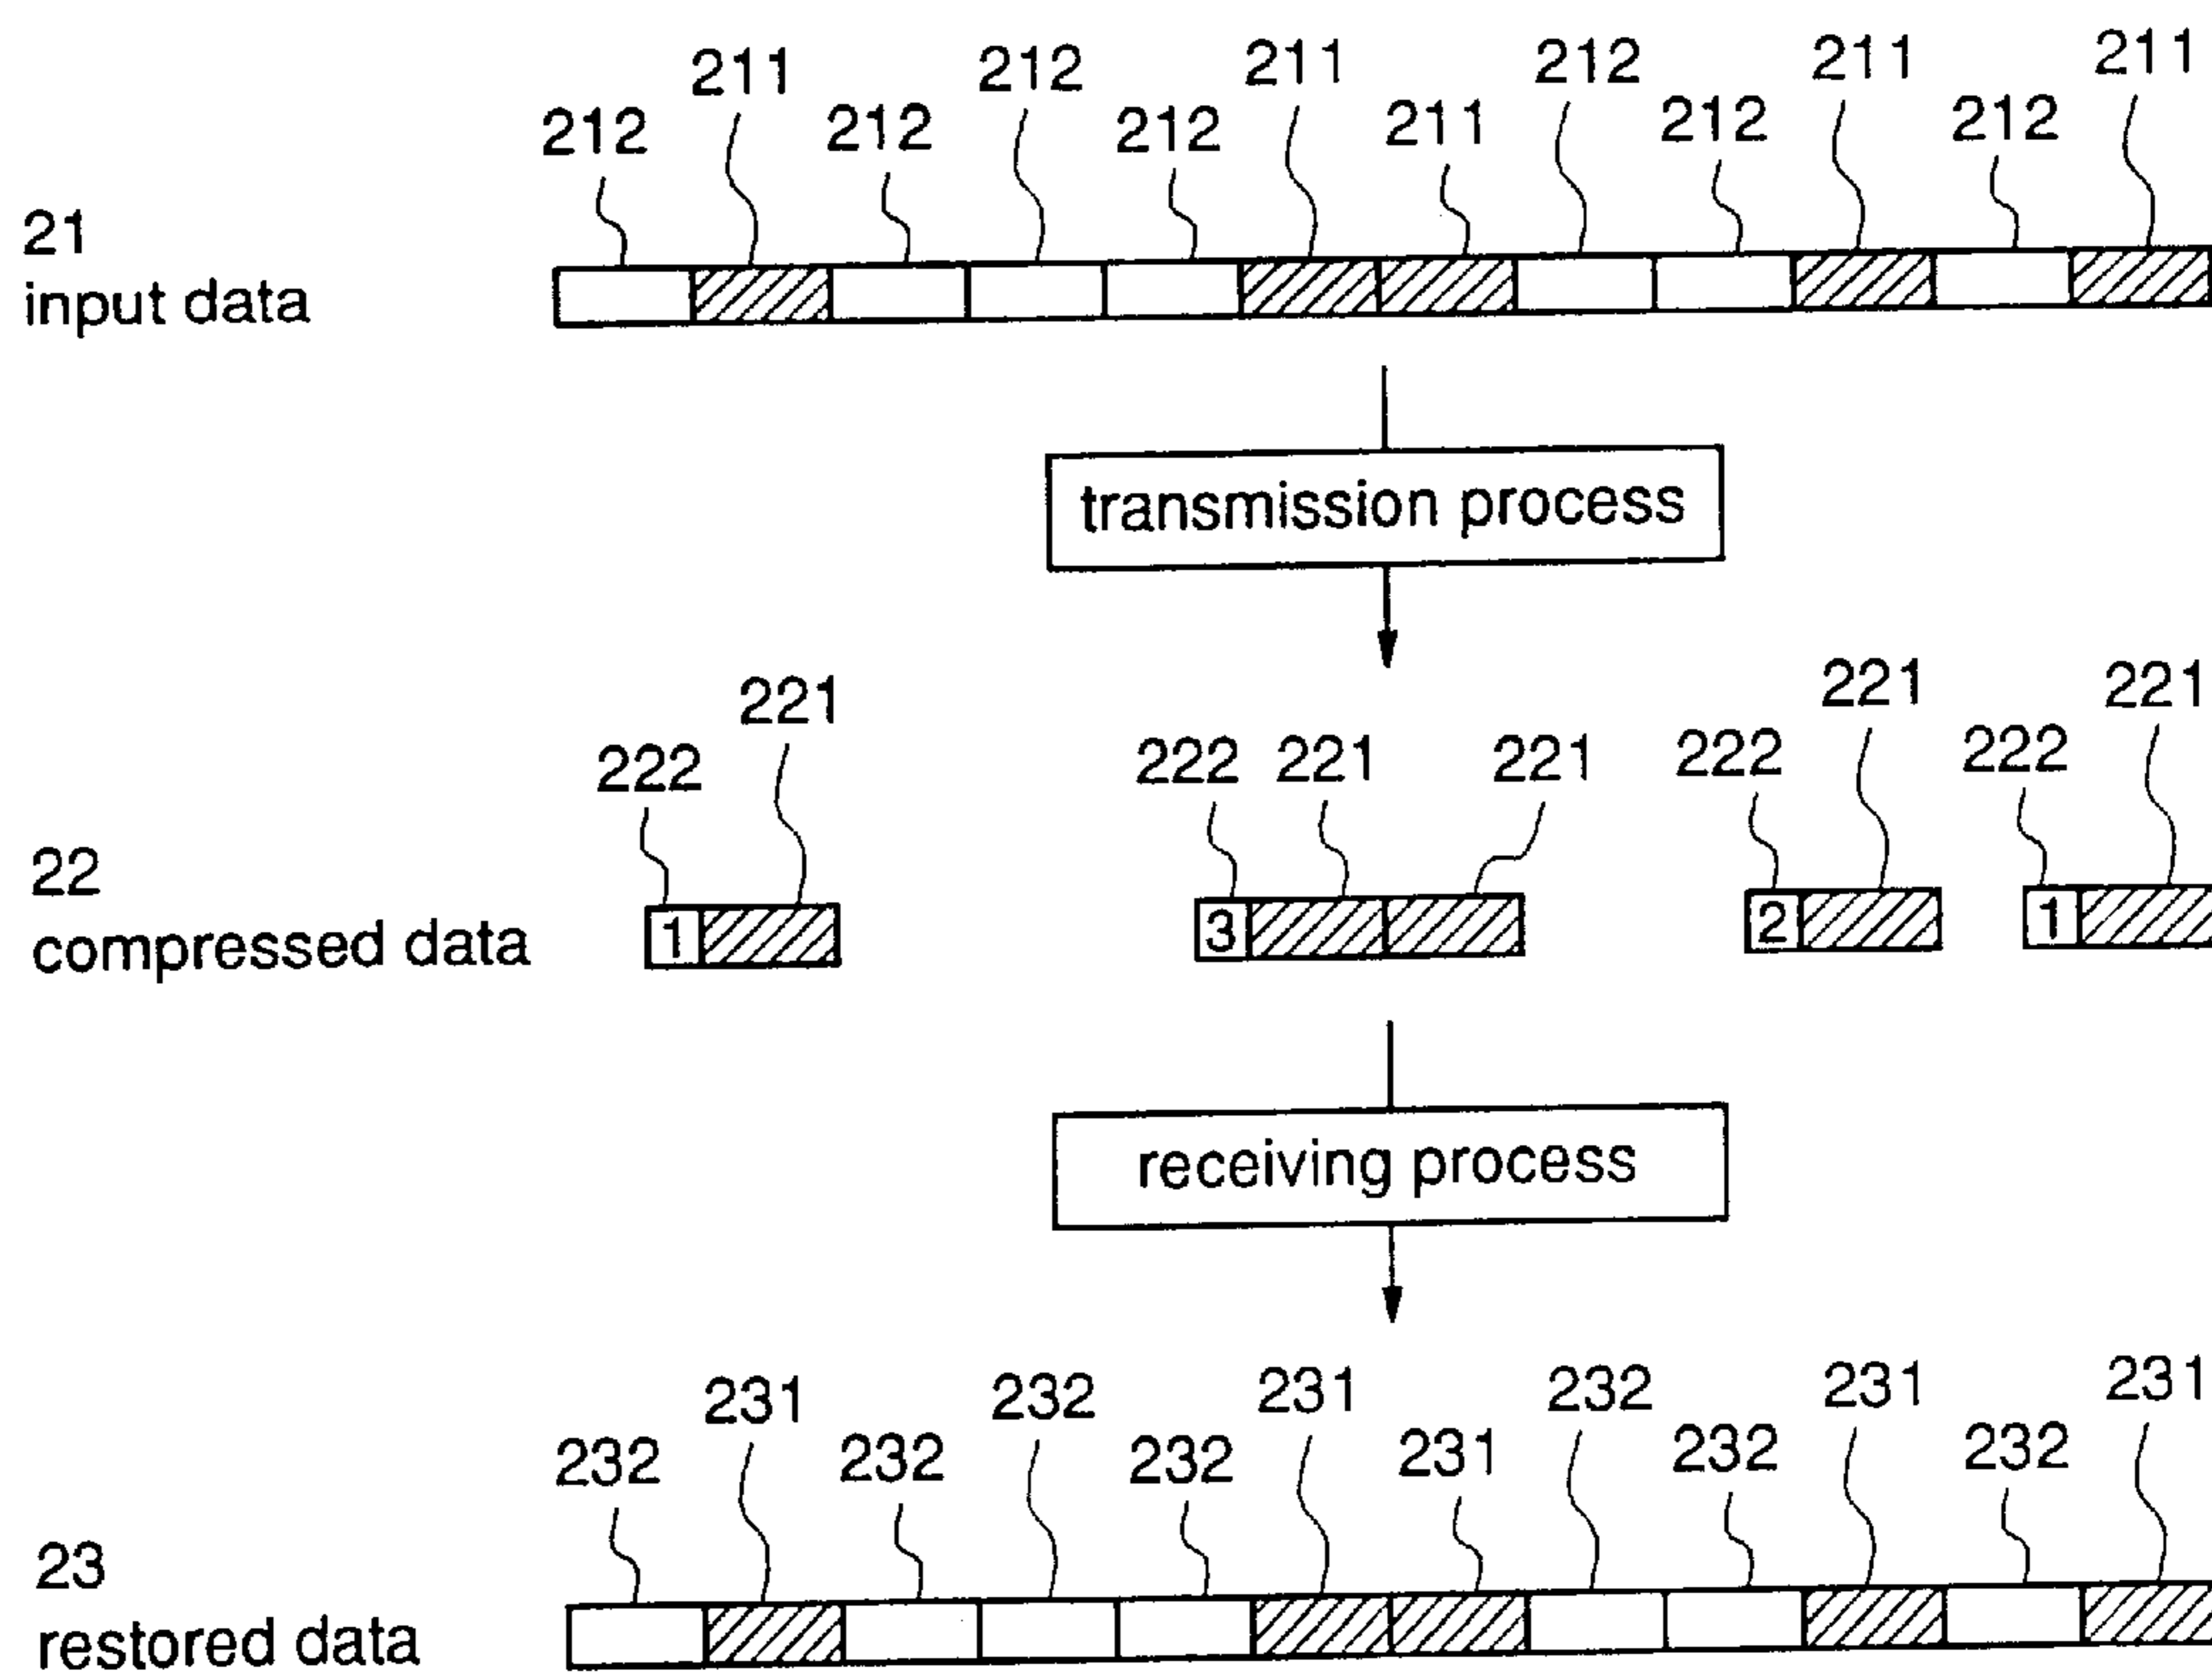 211 212 211 212 211 211
212 212 212 211 212 212
21
input data
transmission process
221 221 221
222 222 221 221 222 222
22
compressed data
1 3 2 1
receiving process
231 232 231 232 231 231
232 232 232 231 232 232
23
restored data